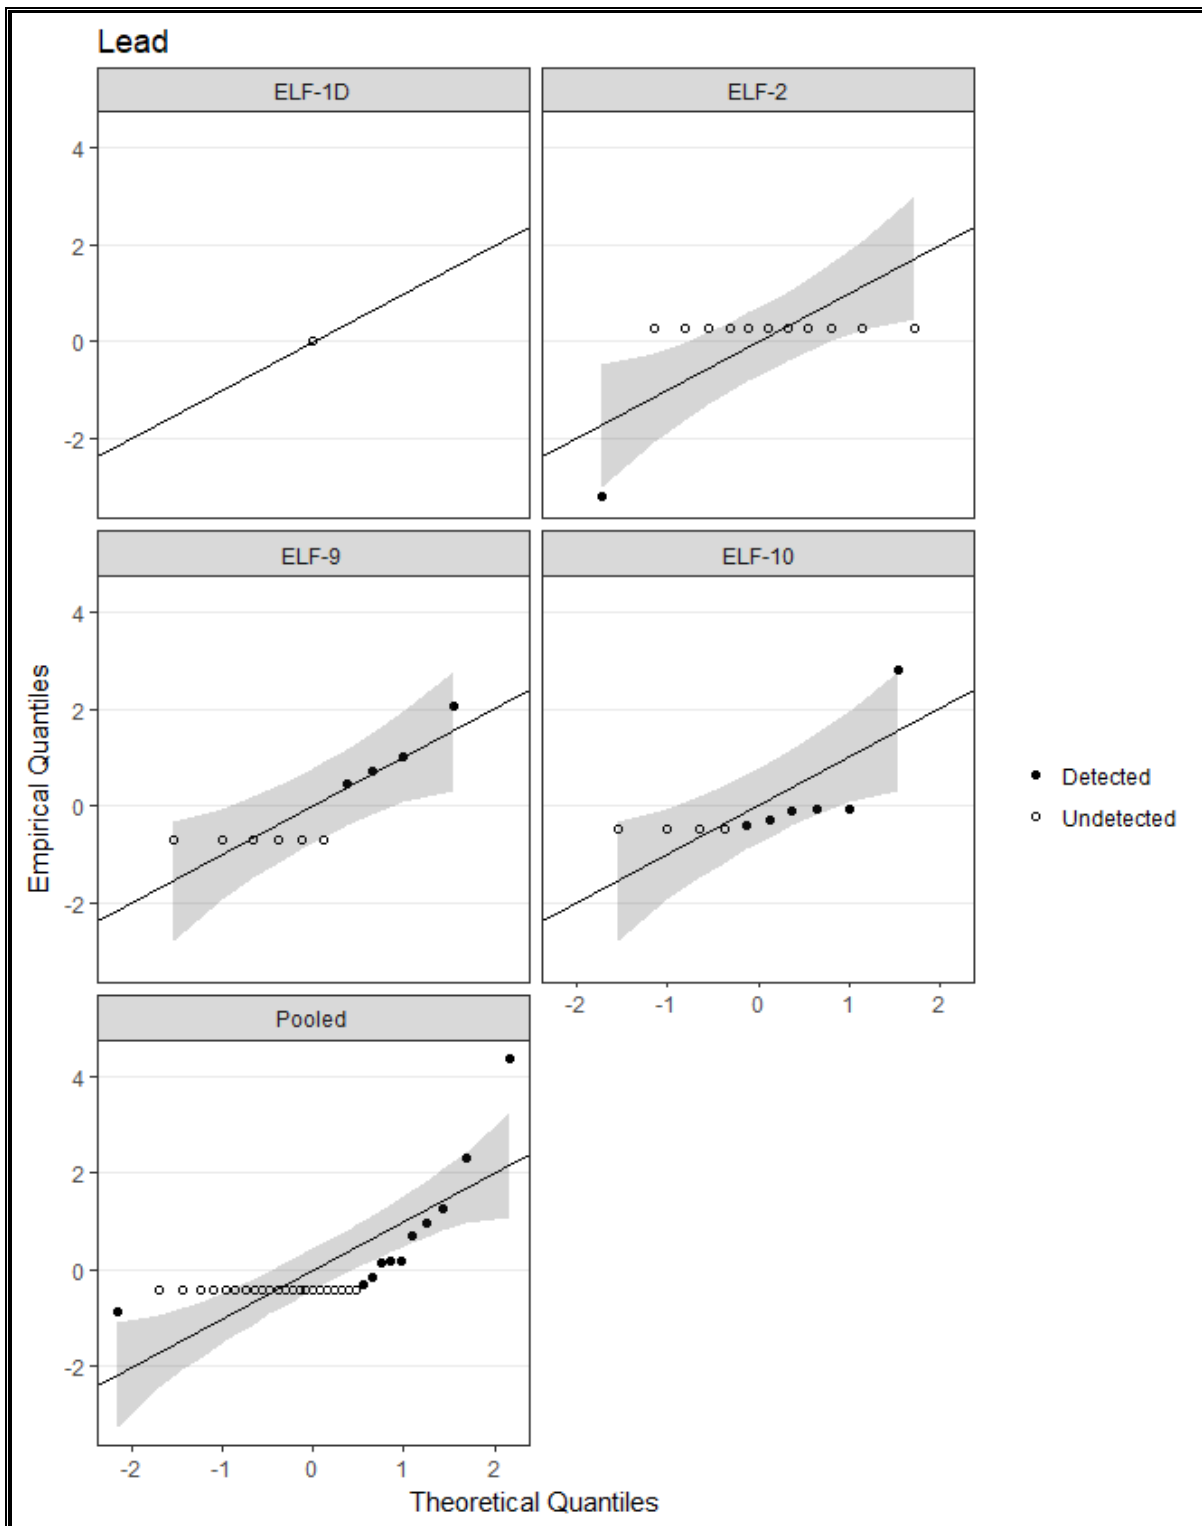 Lead
ELF-1D
ELF-2
4
2
0
-2
ELF-9
ELF-10
4
2
0
-2
-2 -1 0 1 2
Pooled
4
2
0
-2
-2 -1 0 1 2
Empirical Quantiles
Theoretical Quantiles
Detected
Undetected